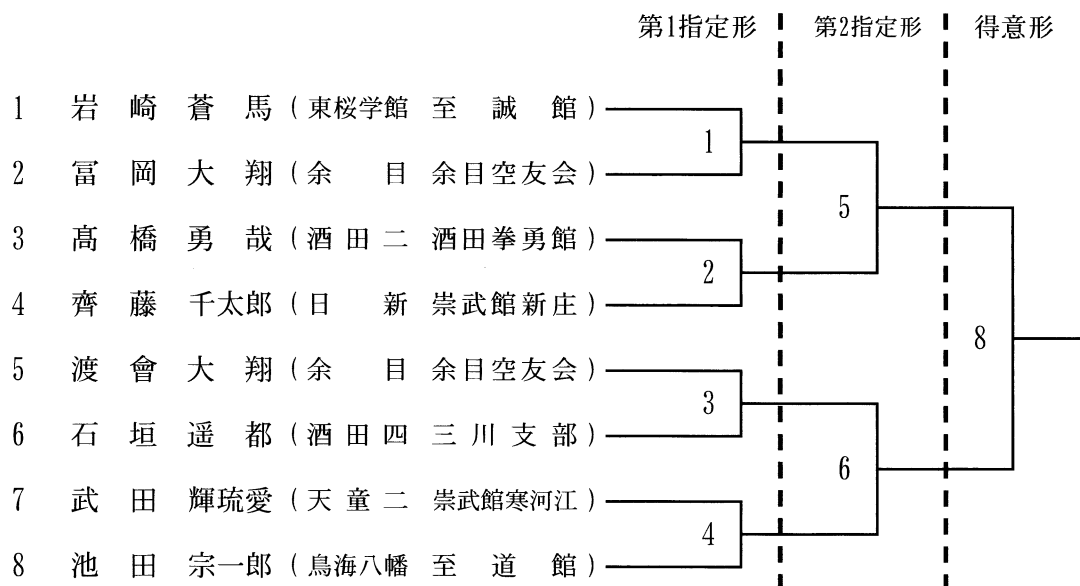 第1指定形 第2指定形 得意形
1 岩崎蒼馬（東桜学館 至誠館）
1
2 冨岡大翔（余目 余目空友会）
5
3 髙橋勇哉（酒田二 酒田拳勇館）
2
4 齊藤千太郎（日新 崇武館新庄）
8
5 渡會大翔（余目 余目空友会）
3
6 石垣遥都（酒田四 三川支部）
6
7 武田輝琉愛（天童二 崇武館寒河江）
4
8 池田宗一郎（鳥海八幡 至道館）